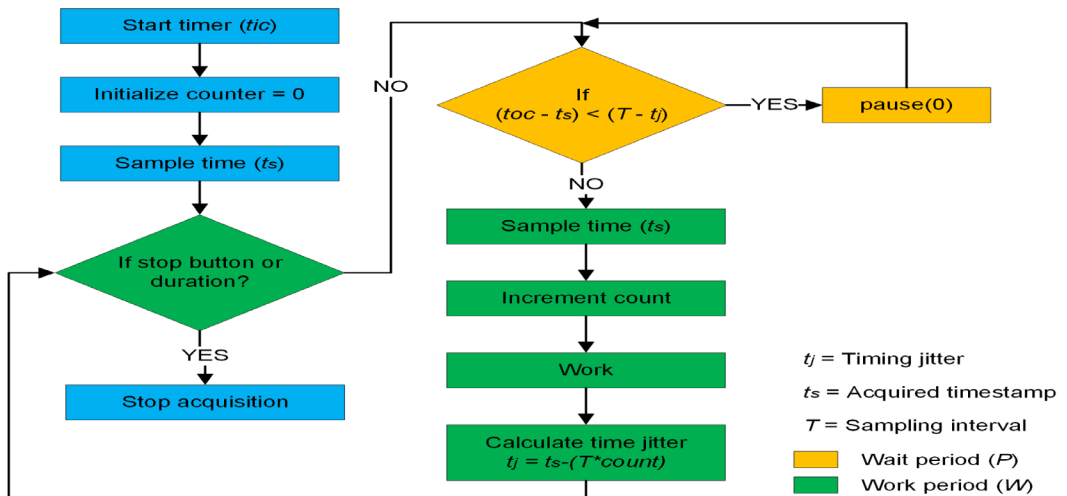 Start timer (tic)
Initialize counter = 0
Sample time (ts)
If stop button or
duration?
YES
Stop acquisition
NO
If
(toc - ts) < (T - tj)
YES
pause(0)
NO
Sample time (ts)
Increment count
Work
Calculate time jitter
tj = ts-(T*count)
tj = Timing jitter
ts = Acquired timestamp
T = Sampling interval
Wait period (P)
Work period (W)